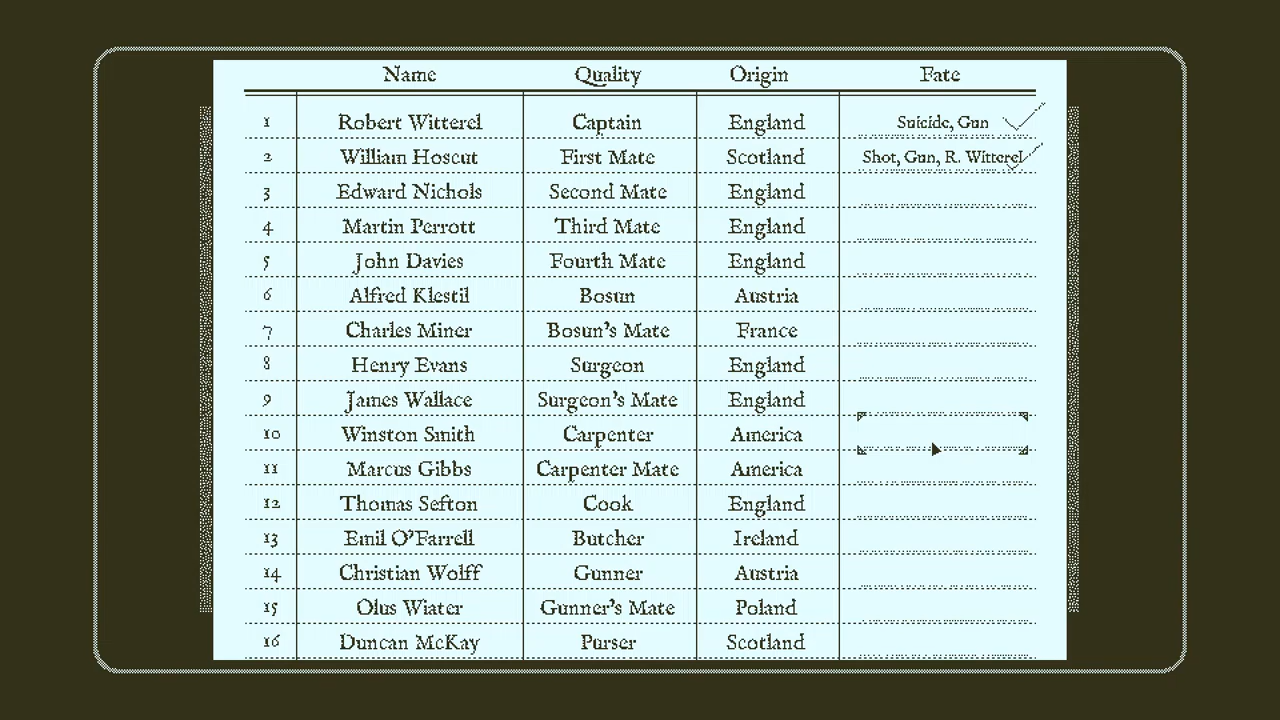 Name Quality Origin Fate
1 Robert Witterel Captain England Suicide, Gun
2 William Hoscut First Mate Scotland Shot, Gun, R. Witterel
3 Edward Nichols Second Mate England
4 Martin Perrott Third Mate England
5 John Davies Fourth Mate England
6 Alfred Klestil Bosun Austria
7 Charles Miner Bosun's Mate France
8 Henry Evans Surgeon England
9 James Wallace Surgeon's Mate England
10 Winston Smith Carpenter America
11 Marcus Gibbs Carpenter Mate America
12 Thomas Sefton Cook England
13 Emil O'Farrell Butcher Ireland
14 Christian Wolff Gunner Austria
15 Olus Wiater Gunner's Mate Poland
16 Duncan McKay Purser Scotland